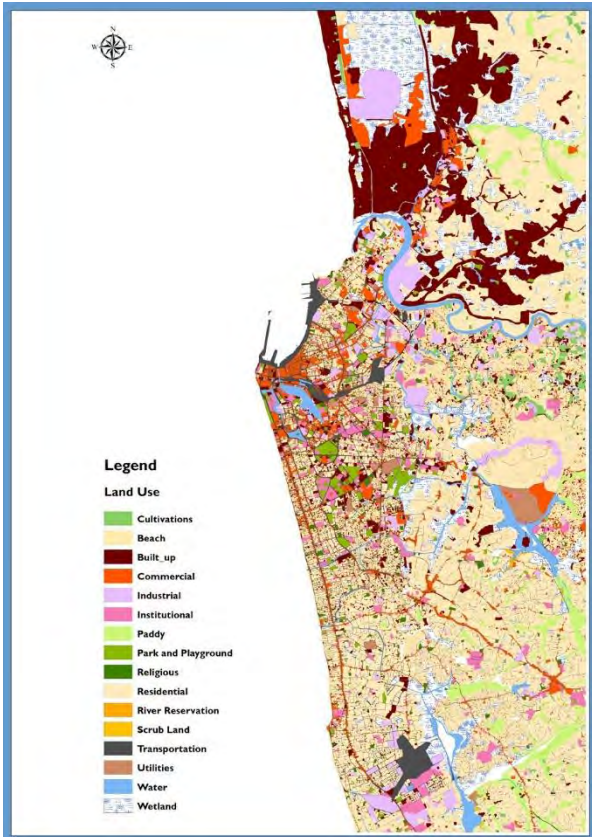 N
W E
S
Legend
Land Use
Cultivations
Beach
Built_up
Commercial
Industrial
Institutional
Paddy
Park and Playground
Religious
Residential
River Reservation
Scrub Land
Transportation
Utilities
Water
Wetland